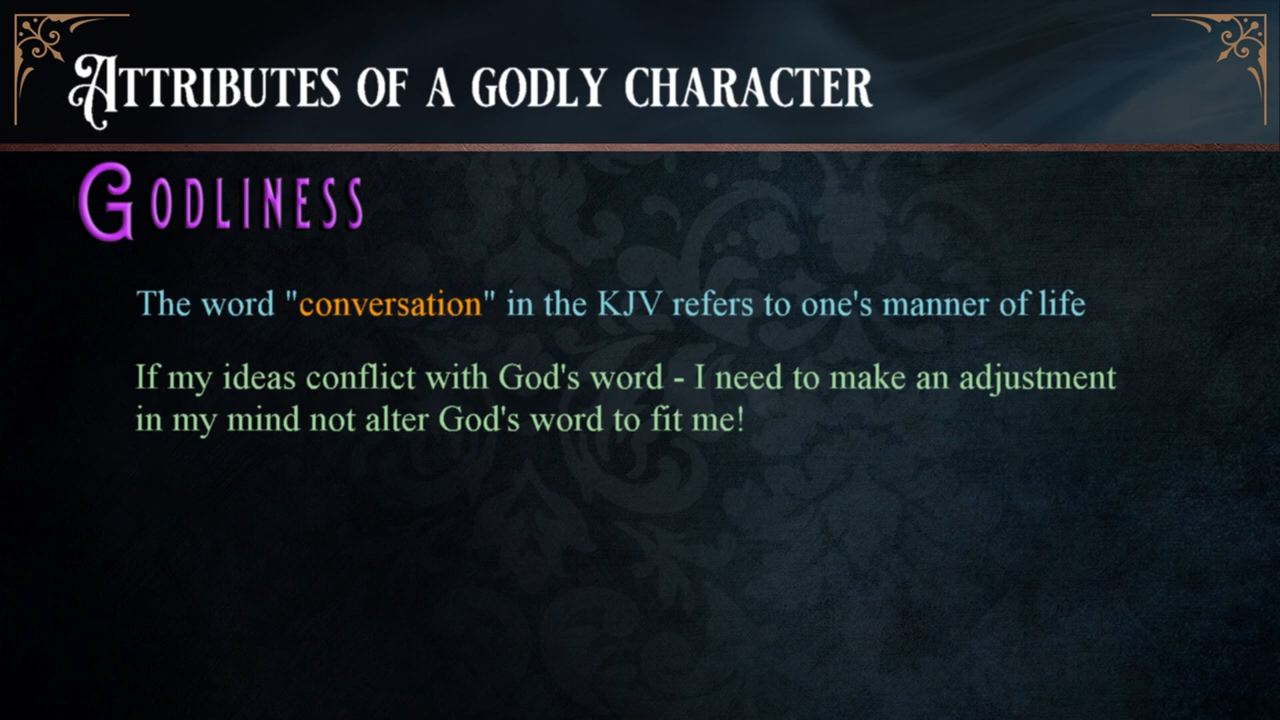 Attributes of a godly character
Godliness
The word "conversation" in the KJV refers to one's manner of life
If my ideas conflict with God's word - I need to make an adjustment
in my mind not alter God's word to fit me!